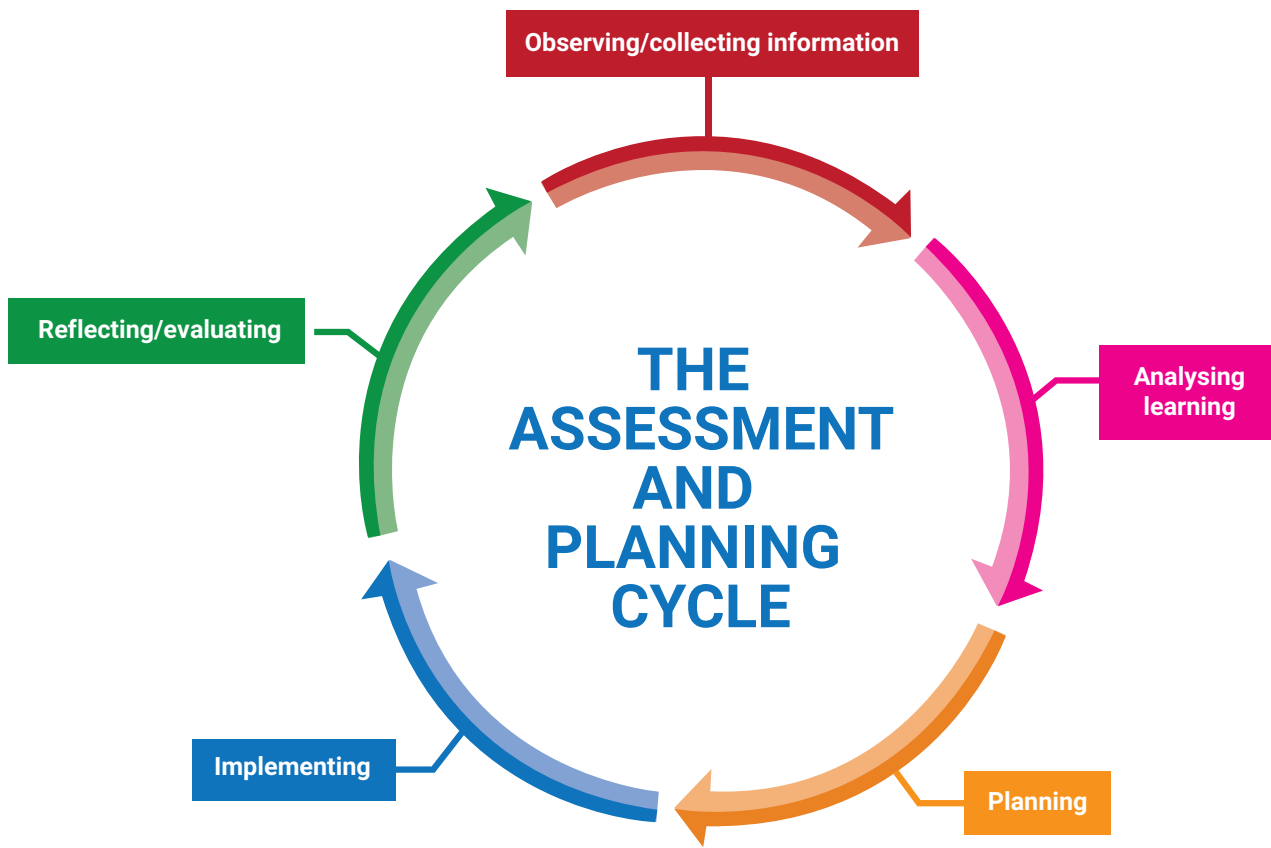 Observing/collecting information
Reflecting/evaluating
THE
ASSESSMENT
AND
PLANNING
CYCLE
Analysing
learning
Implementing
Planning